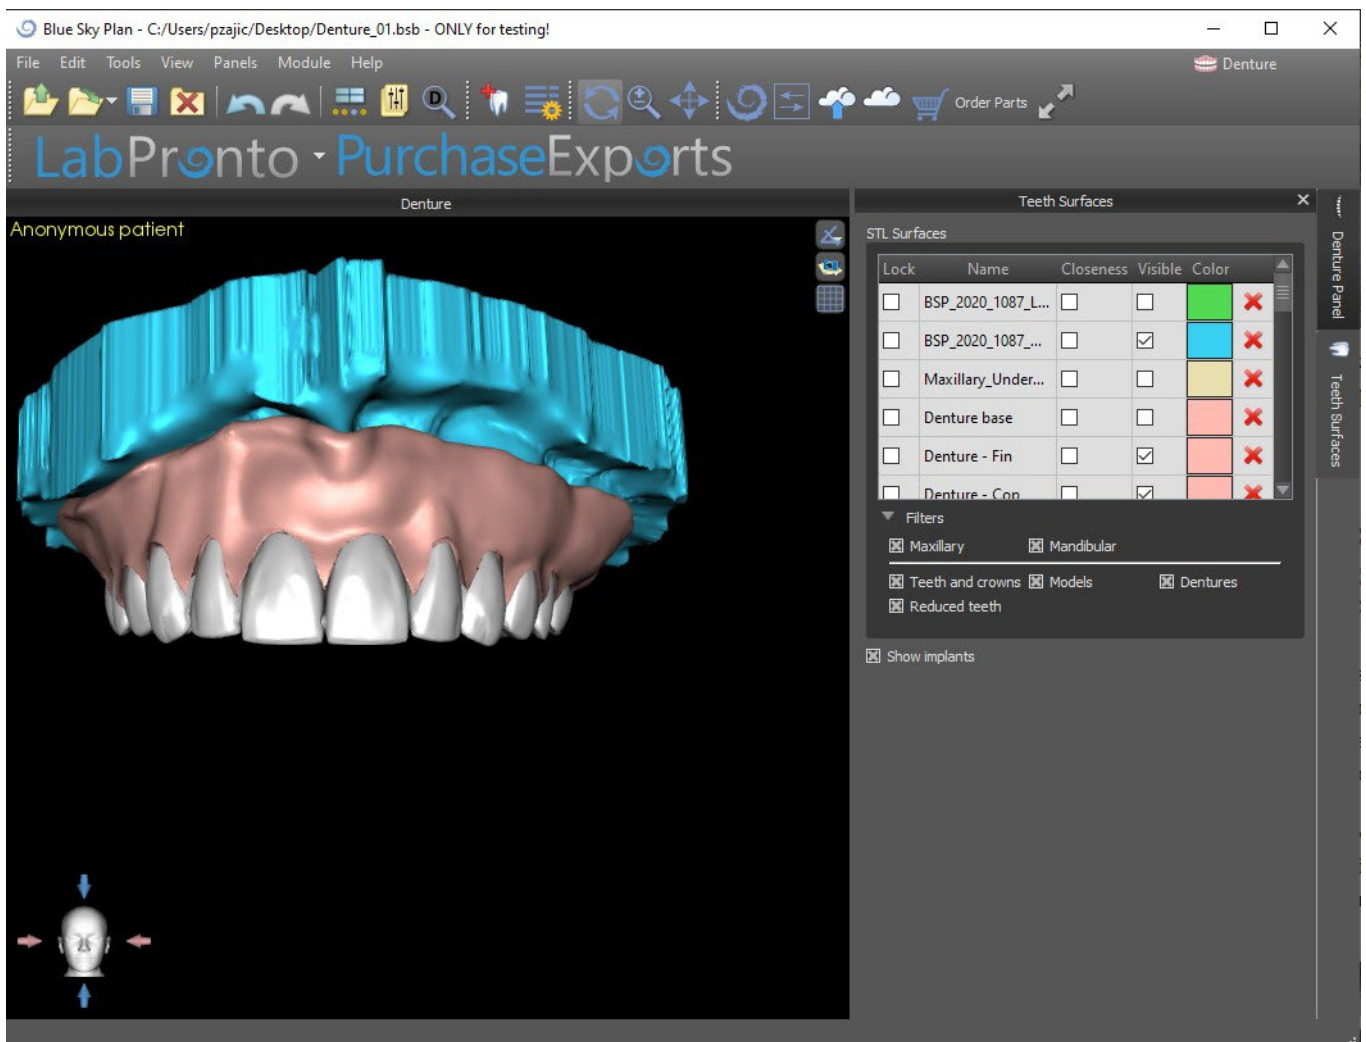 Blue Sky Plan - C:/Users/pzajic/Desktop/Denture_01.bsb - ONLY for testing!
File Edit Tools View Panels Module Help
Denture
D
Order Parts
LabPronto - PurchaseExports
Denture
Anonymous patient
Teeth Surfaces
STL Surfaces
Lock Name Closeness Visible Color
BSP_2020_1087_L...
BSP_2020_1087_...
Maxillary_Under...
Denture base
Denture - Fin
Denture - Cop
Filters
Maxillary Mandibular
Teeth and crowns Models Dentures
Reduced teeth
Show implants
Denture Panel
Teeth Surfaces